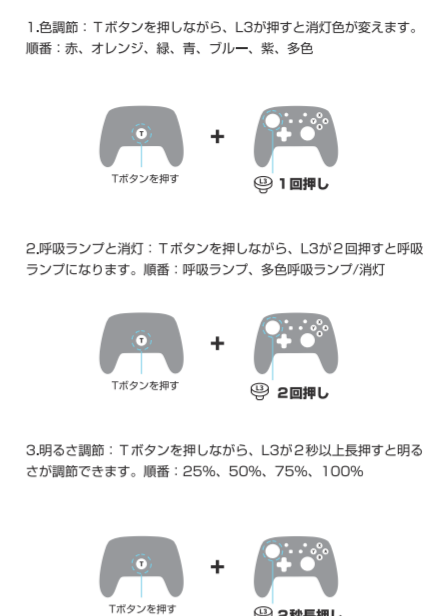 1.色調節：Tボタンを押しながら、L3が押すと消灯色が変えます。
順番：赤、オレンジ、緑、青、ブルー、紫、多色
T
+
Tボタンを押す
L3 1回押し
2.呼吸ランプと消灯：Tボタンを押しながら、L3が2回押すと呼吸
ランプになります。順番：呼吸ランプ、多色呼吸ランプ/消灯
T
+
Tボタンを押す
L3 2回押し
3.明るさ調節：Tボタンを押しながら、L3が2秒以上長押すと明る
さが調節できます。順番：25%、50%、75%、100%
T
+
Tボタンを押す
L3 2秒長押し